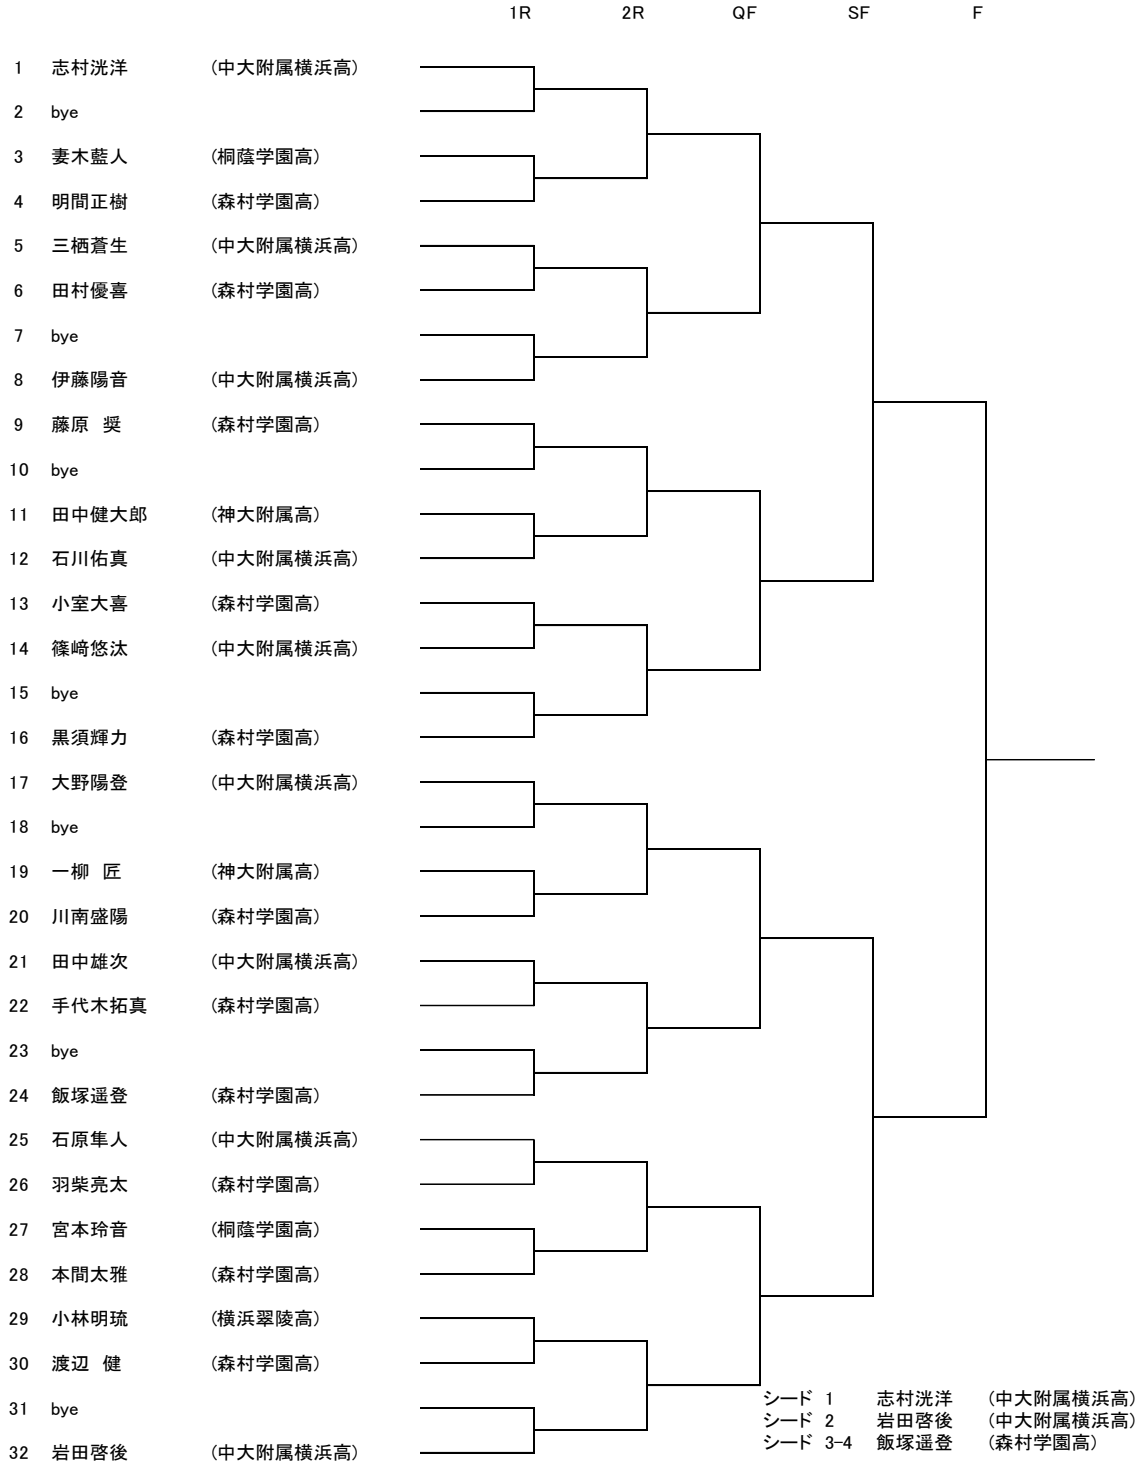 1R 2R QF SF F
1 志村洸洋 (中大附属横浜高)
2 bye
3 妻木藍人 (桐蔭学園高)
4 明間正樹 (森村学園高)
5 三栖蒼生 (中大附属横浜高)
6 田村優喜 (森村学園高)
7 bye
8 伊藤陽音 (中大附属横浜高)
9 藤原 奨 (森村学園高)
10 bye
11 田中健大郎 (神大附属高)
12 石川佑真 (中大附属横浜高)
13 小室大喜 (森村学園高)
14 篠﨑悠汰 (中大附属横浜高)
15 bye
16 黒須輝力 (森村学園高)
17 大野陽登 (中大附属横浜高)
18 bye
19 一柳 匠 (神大附属高)
20 川南盛陽 (森村学園高)
21 田中雄次 (中大附属横浜高)
22 手代木拓真 (森村学園高)
23 bye
24 飯塚遥登 (森村学園高)
25 石原隼人 (中大附属横浜高)
26 羽柴亮太 (森村学園高)
27 宮本玲音 (桐蔭学園高)
28 本間太雅 (森村学園高)
29 小林明琉 (横浜翠陵高)
30 渡辺 健 (森村学園高)
31 bye
32 岩田啓後 (中大附属横浜高)
シード 1 志村洸洋 (中大附属横浜高)
シード 2 岩田啓後 (中大附属横浜高)
シード 3-4 飯塚遥登 (森村学園高)